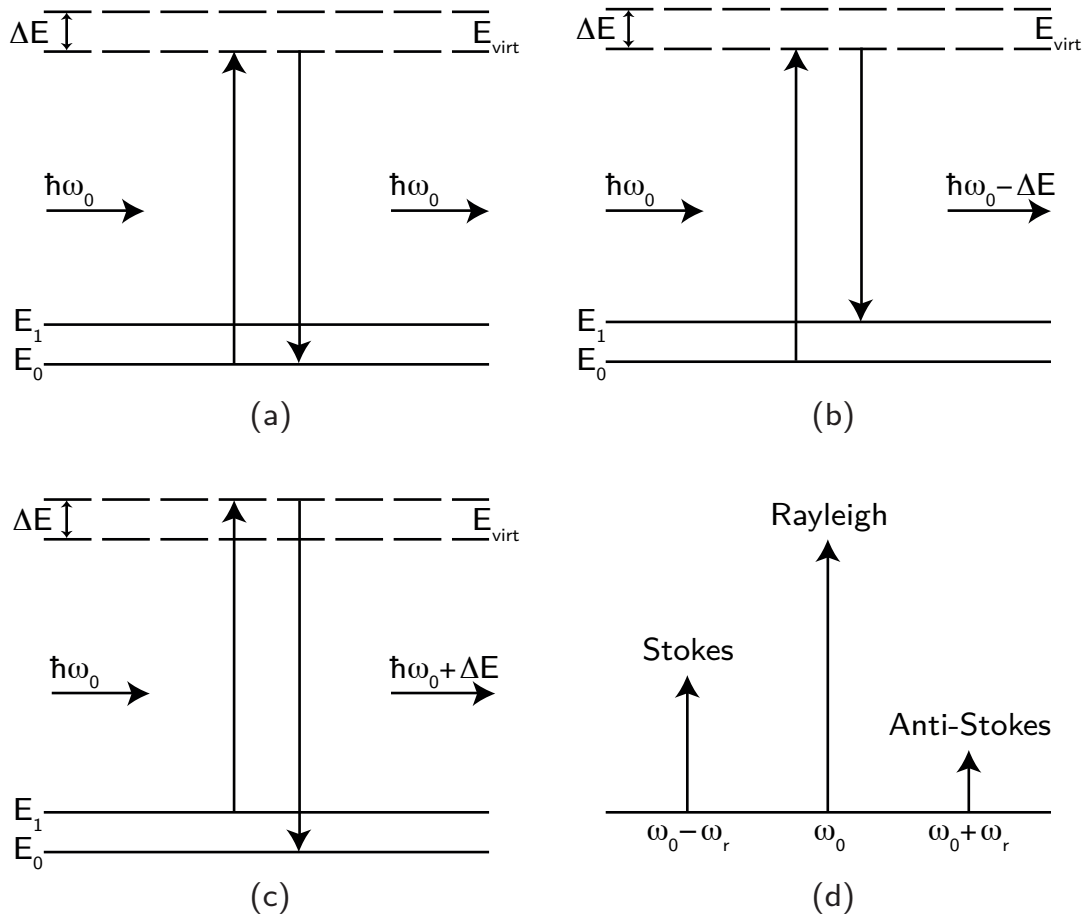 ΔE E_virt
ħω_0 ħω_0
E_1
E_0
(a)
ΔE E_virt
ħω_0 ħω_0 – ΔE
E_1
E_0
(b)
ΔE E_virt
ħω_0 ħω_0 + ΔE
E_1
E_0
(c)
Rayleigh
Stokes
Anti-Stokes
ω_0 – ω_r ω_0 ω_0 + ω_r
(d)